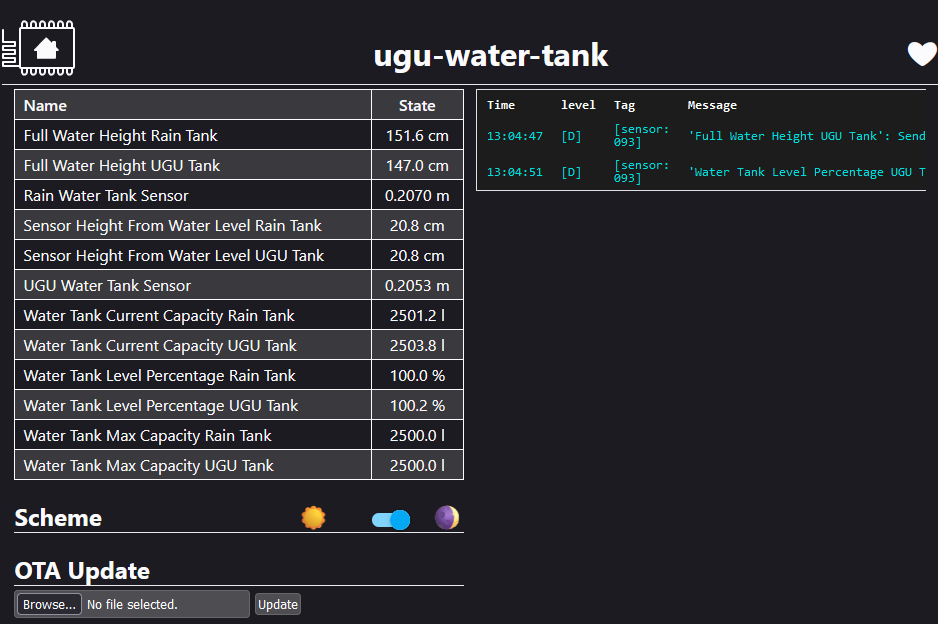 ugu-water-tank
Name State
Full Water Height Rain Tank 151.6 cm
Full Water Height UGU Tank 147.0 cm
Rain Water Tank Sensor 0.2070 m
Sensor Height From Water Level Rain Tank 20.8 cm
Sensor Height From Water Level UGU Tank 20.8 cm
UGU Water Tank Sensor 0.2053 m
Water Tank Current Capacity Rain Tank 2501.2 l
Water Tank Current Capacity UGU Tank 2503.8 l
Water Tank Level Percentage Rain Tank 100.0 %
Water Tank Level Percentage UGU Tank 100.2 %
Water Tank Max Capacity Rain Tank 2500.0 l
Water Tank Max Capacity UGU Tank 2500.0 l
Scheme
OTA Update
Browse... No file selected. Update
Time level Tag Message
13:04:47 [D] [sensor:
093] 'Full Water Height UGU Tank': Send
13:04:51 [D] [sensor:
093] 'Water Tank Level Percentage UGU T